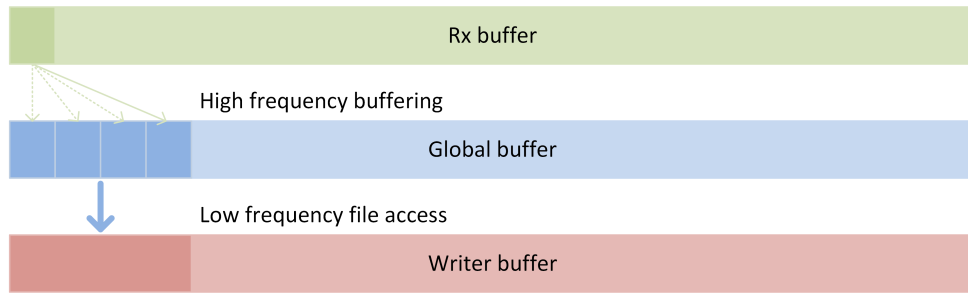 Rx buffer
High frequency buffering
Global buffer
Low frequency file access
Writer buffer